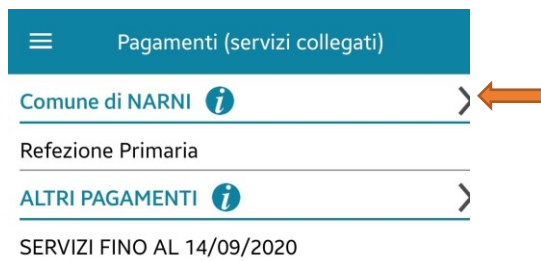 Pagamenti (servizi collegati)
Comune di NARNI i
Refezione Primaria
ALTRI PAGAMENTI i
SERVIZI FINO AL 14/09/2020